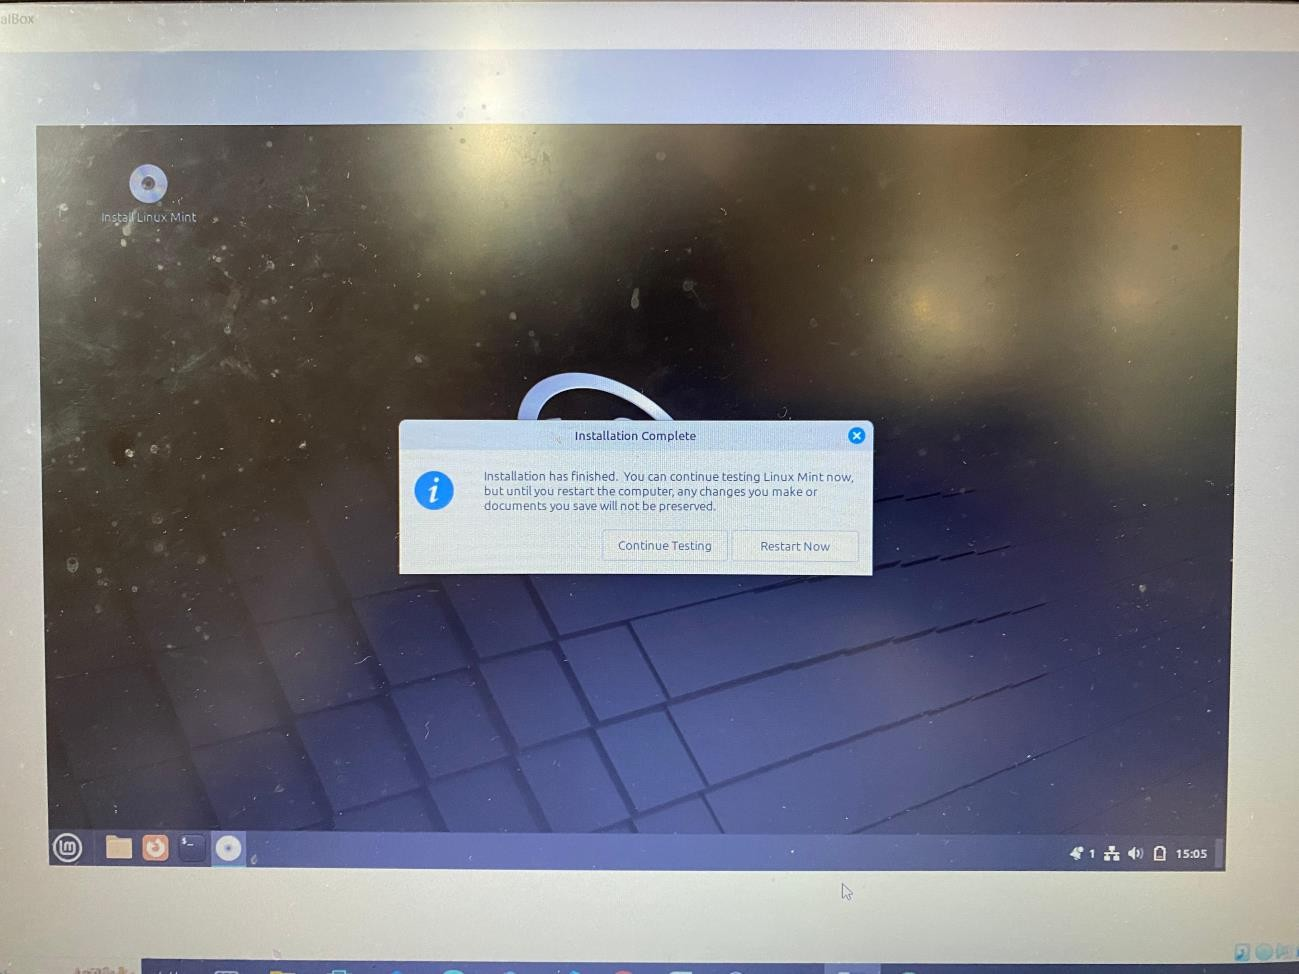 alBox
Install Linux Mint
Installation Complete
Installation has finished. You can continue testing Linux Mint now,
but until you restart the computer, any changes you make or
documents you save will not be preserved.
Continue Testing
Restart Now
1
15:05